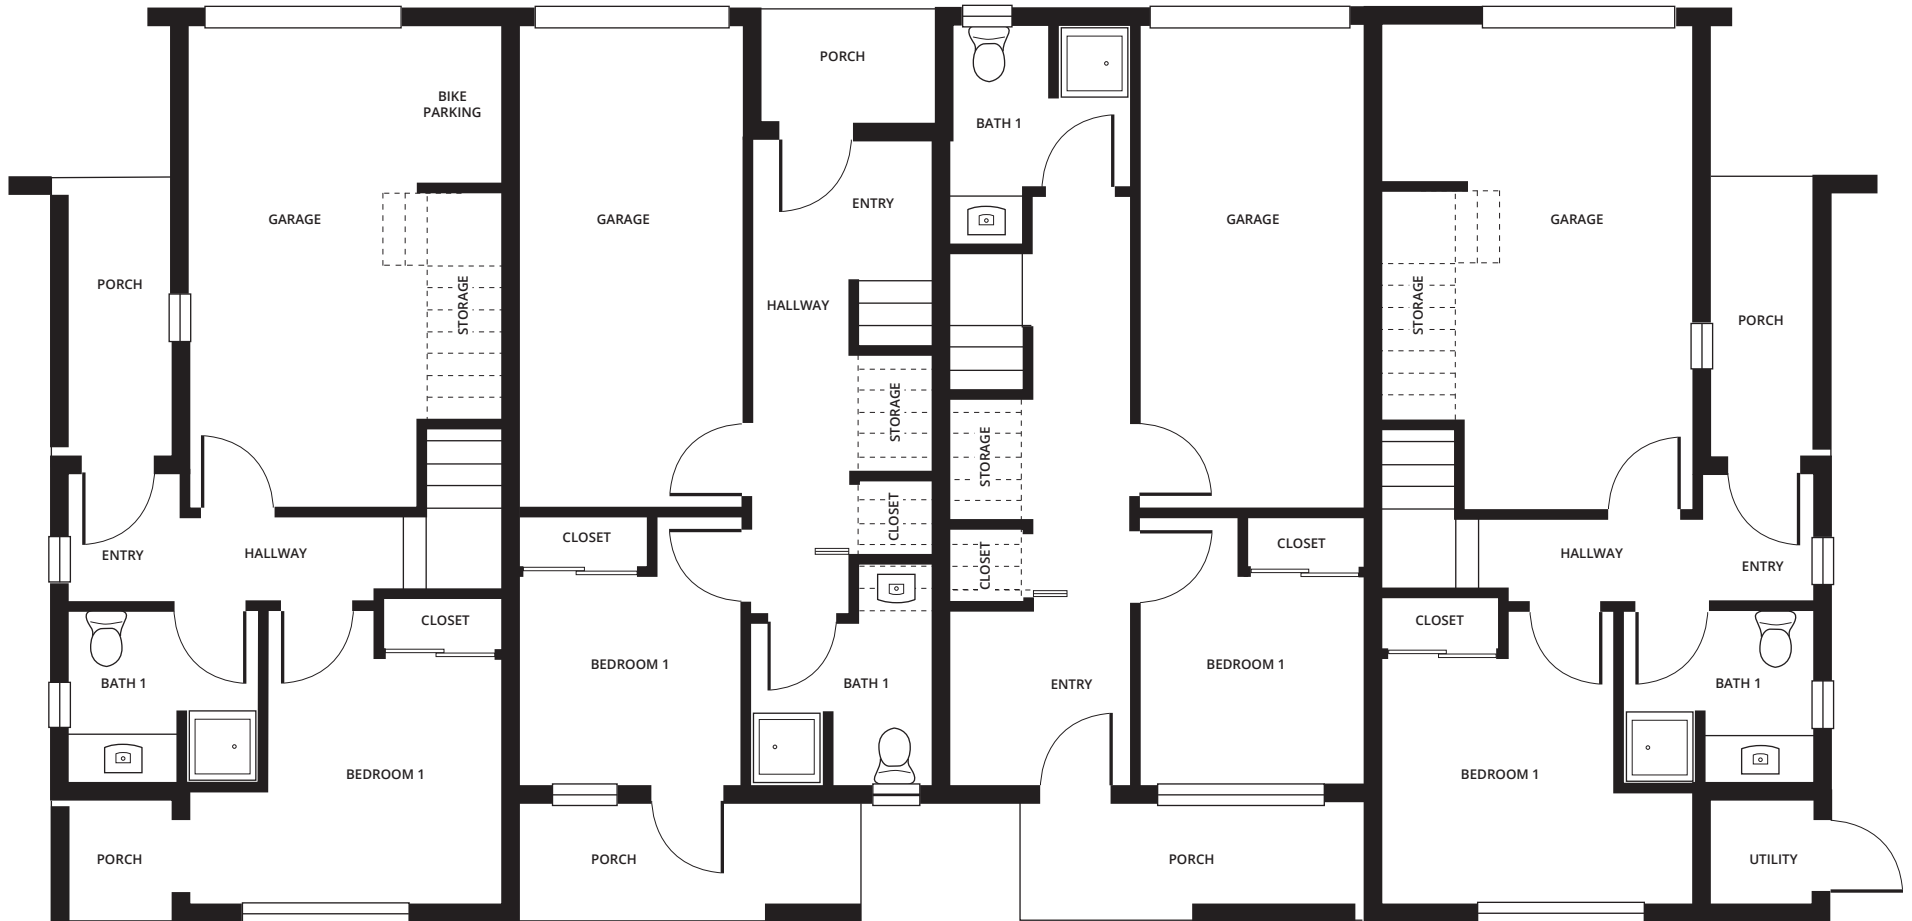 PORCH
BATH 1
BIKE
PARKING
ENTRY
GARAGE
GARAGE
GARAGE
GARAGE
PORCH
STORAGE
HALLWAY
STORAGE
PORCH
STORAGE
STORAGE
CLOSET
CLOSET
CLOSET
CLOSET
ENTRY
HALLWAY
HALLWAY
ENTRY
CLOSET
CLOSET
BEDROOM 1
BEDROOM 1
BATH 1
BATH 1
ENTRY
BATH 1
BEDROOM 1
BEDROOM 1
PORCH
PORCH
PORCH
UTILITY